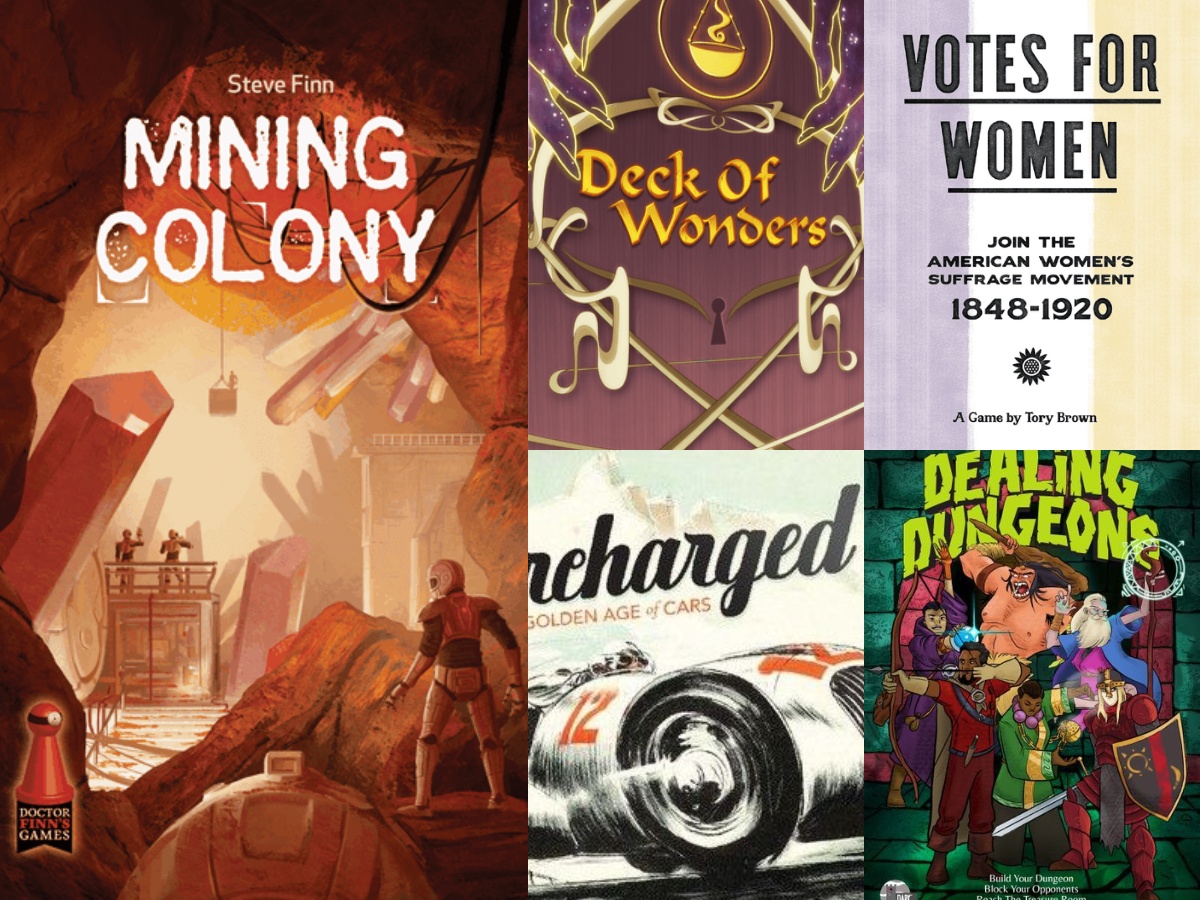 Steve Finn
MINING
COLONY
DOCTOR
FINN'S
GAMES
Deck Of
Wonders
VOTES FOR
WOMEN
JOIN THE
AMERICAN WOMEN'S
SUFFRAGE MOVEMENT
1848-1920
A Game by Tory Brown
ncharged
GOLDEN AGE of CARS
12
DEALING
DUNGEONS
Build Your Dungeon
Block Your Opponents
Reach The Treasure Room